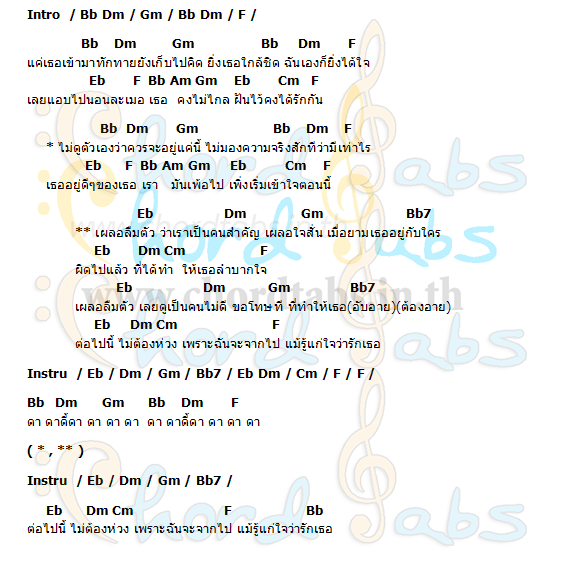 Intro / Bb Dm / Gm / Bb Dm / F /
Bb Dm Gm Bb Dm F
แค่เธอเข้ามาทักทายยังเก็บไปคิด ยิ่งเธอใกล้ชิด ฉันเองก็ยิ่งได้ใจ
Eb F Bb Am Gm Eb Cm F
เลยแอบไปนอนละเมอ เธอ คงไม่ไกล ฝันไว้คงได้รักกัน
Bb Dm Gm Bb Dm F
* ไม่ดูตัวเองว่าควรจะอยู่แค่นี้ ไม่มองความจริงสักทีว่ามีเท่าไร
Eb F Bb Am Gm Eb Cm F
เธออยู่ดีๆของเธอ เรา มันเพ้อไป เพิ่งเริ่มเข้าใจตอนนี้
Eb Dm Gm Bb7
** เผลอลืมตัว ว่าเราเป็นคนสำคัญ เผลอใจสั่น เมื่อยามเธออยู่กับใคร
Eb Dm Cm F
ผิดไปแล้ว ที่ได้ทำ ให้เธอลำบากใจ
Eb Dm Gm Bb7
เผลอลืมตัว เลยดูเป็นคนไม่ดี ขอโทษที ที่ทำให้เธอ(อับอาย)(ต้องอาย)
Eb Dm Cm F
ต่อไปนี้ ไม่ต้องห่วง เพราะฉันจะจากไป แม้รู้แก่ใจว่ารักเธอ
Instru / Eb / Dm / Gm / Bb7 / Eb Dm / Cm / F / F /
Bb Dm Gm Bb Dm F
ดา ดาดี้ดา ดา ดา ดา ดา ดาดี้ดา ดา ดา ดา
( * , ** )
Instru / Eb / Dm / Gm / Bb7 /
Eb Dm Cm F Bb
ต่อไปนี้ ไม่ต้องห่วง เพราะฉันจะจากไป แม้รู้แก่ใจว่ารักเธอ
Chord Tabs
www.chordtabs.in.th